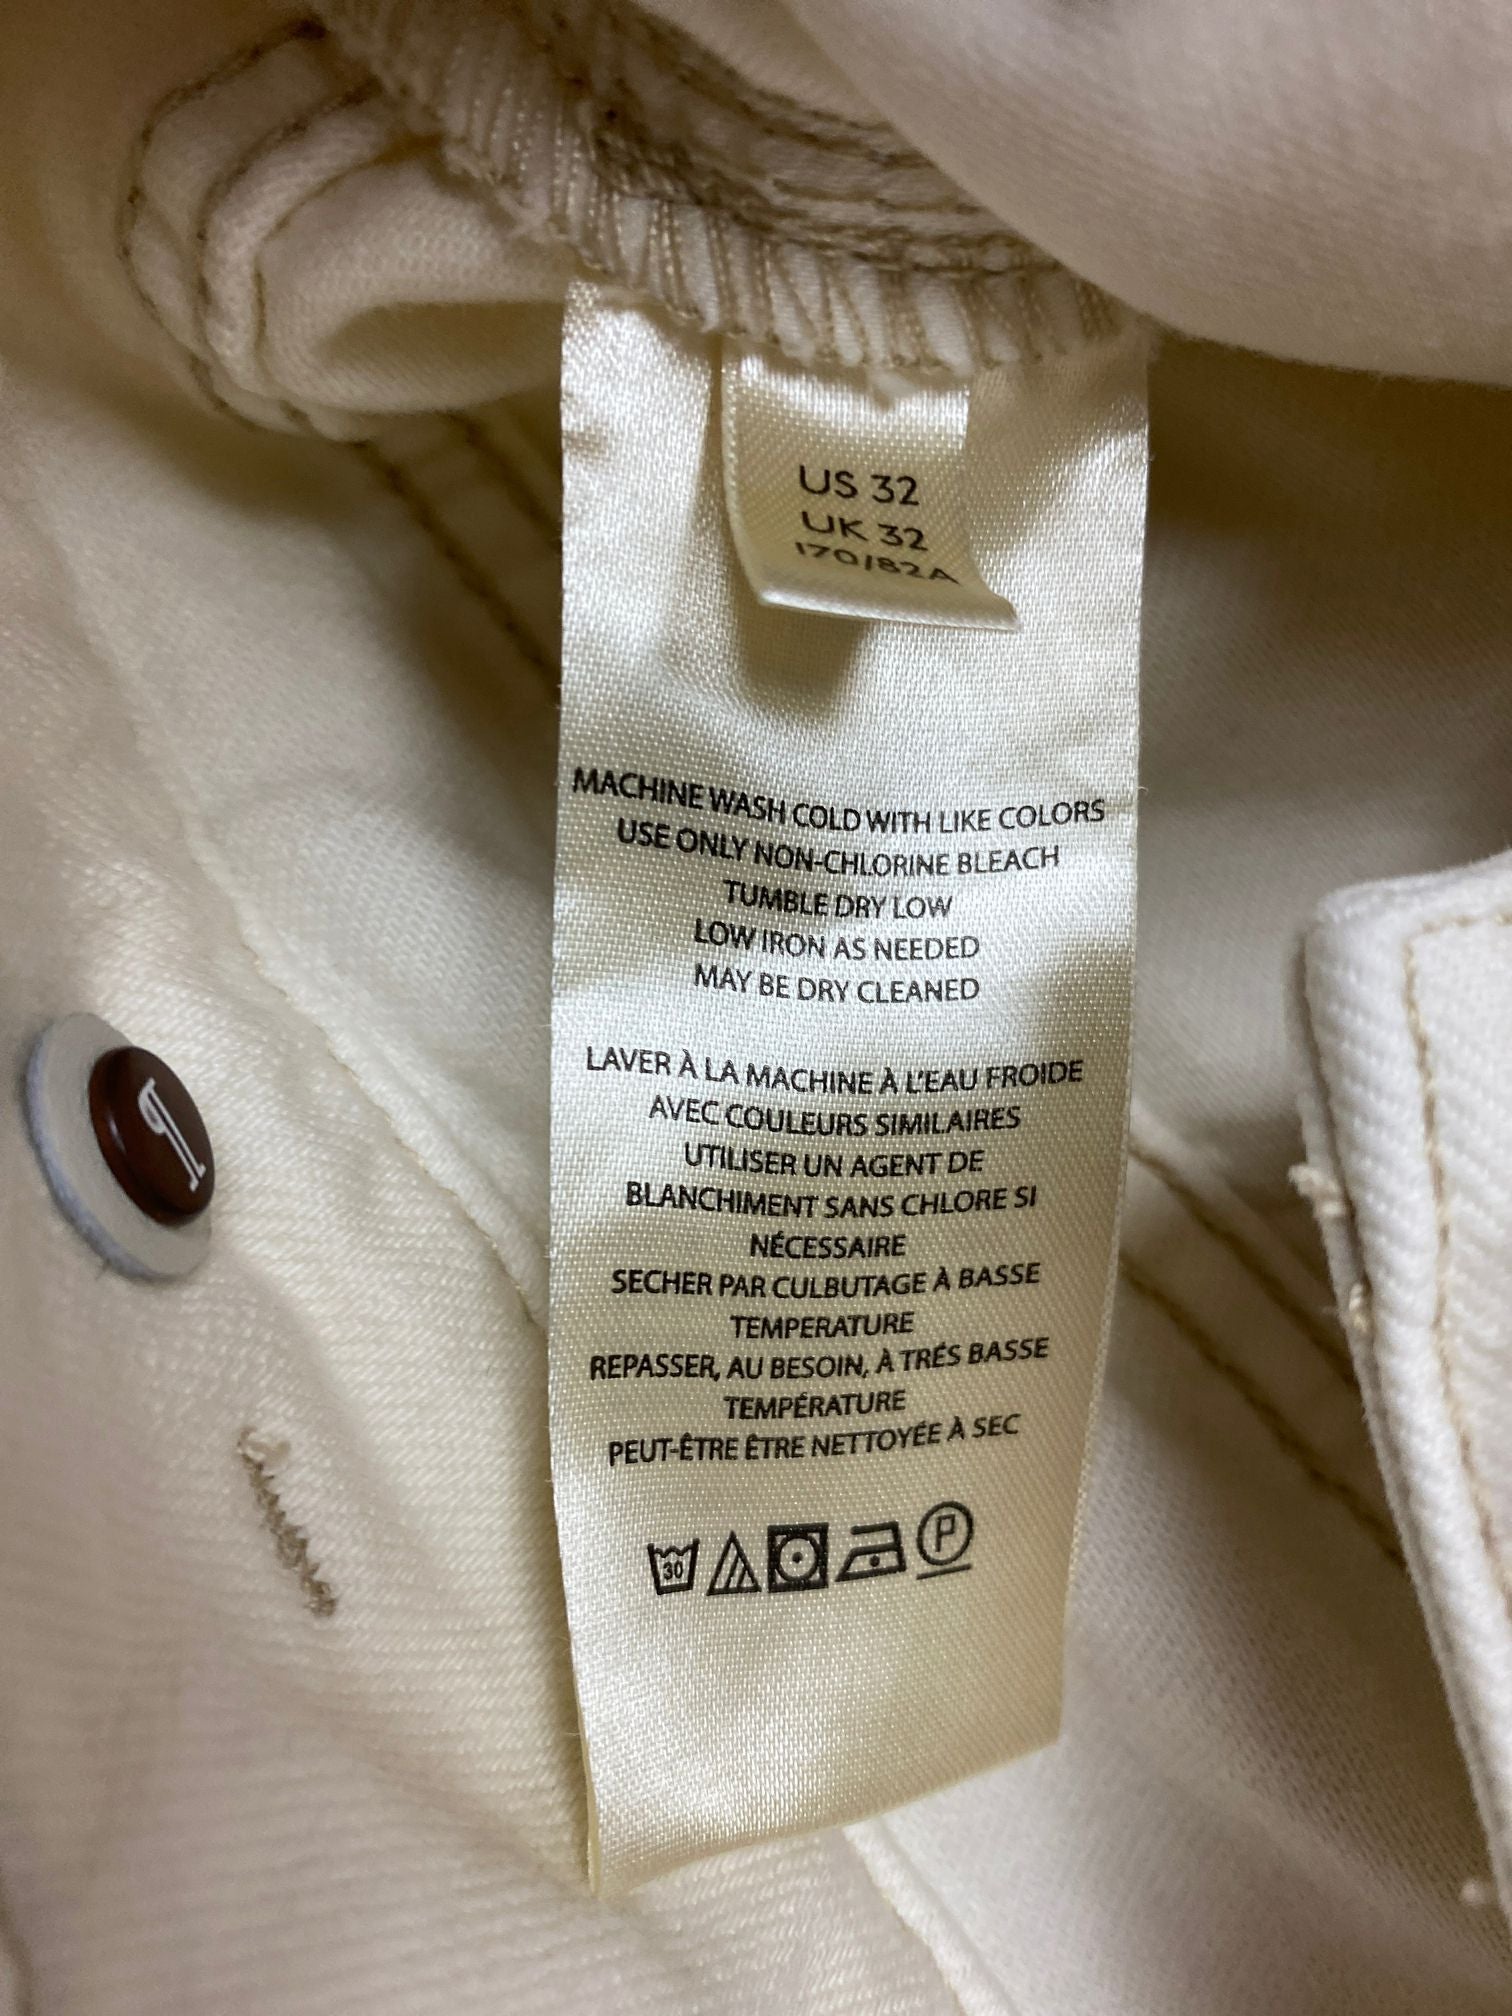 US 32
UK 32
170/82A
MACHINE WASH COLD WITH LIKE COLORS
USE ONLY NON-CHLORINE BLEACH
TUMBLE DRY LOW
LOW IRON AS NEEDED
MAY BE DRY CLEANED
LAVER À LA MACHINE À L'EAU FROIDE
AVEC COULEURS SIMILAIRES
UTILISER UN AGENT DE
BLANCHIMENT SANS CHLORE SI
NÉCESSAIRE
SECHER PAR CULBUTAGE À BASSE
TEMPERATURE
REPASSER, AU BESOIN, À TRÉS BASSE
TEMPÉRATURE
PEUT-ÊTRE ÊTRE NETTOYÉE À SEC
30 P
¶